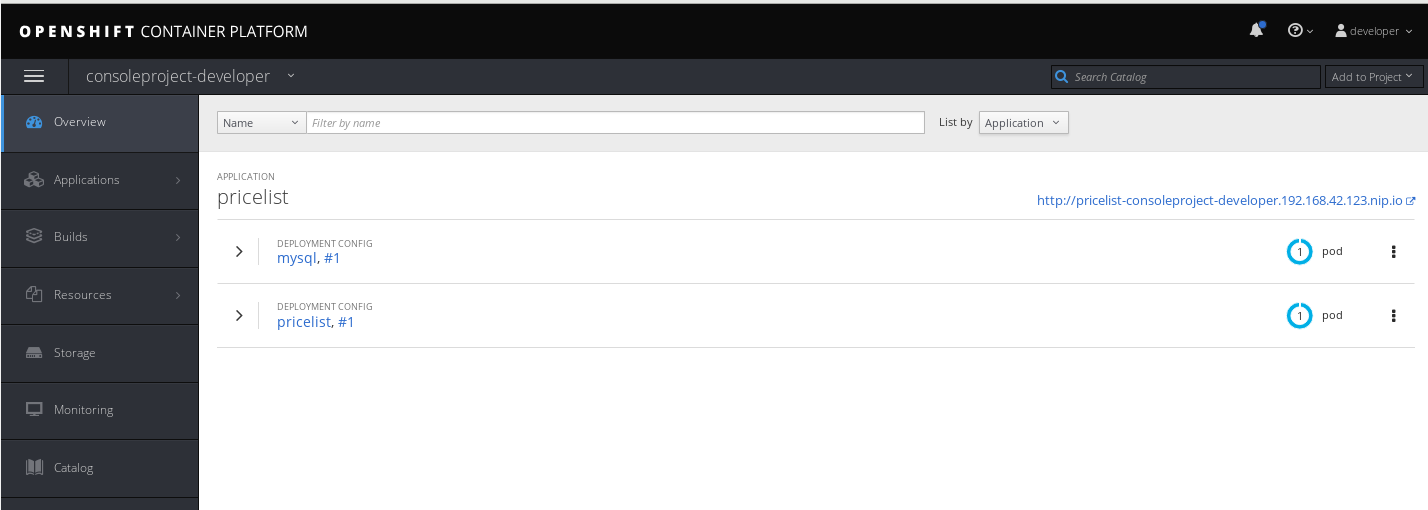 OPENSHIFT CONTAINER PLATFORM
developer
consoleproject-developer
Search Catalog
Add to Project
Overview
Applications
Builds
Resources
Storage
Monitoring
Catalog
Name
Filter by name
List by
Application
APPLICATION
pricelist
http://pricelist-consoleproject-developer.192.168.42.123.nip.io
DEPLOYMENT CONFIG
mysql, #1
1 pod
DEPLOYMENT CONFIG
pricelist, #1
1 pod